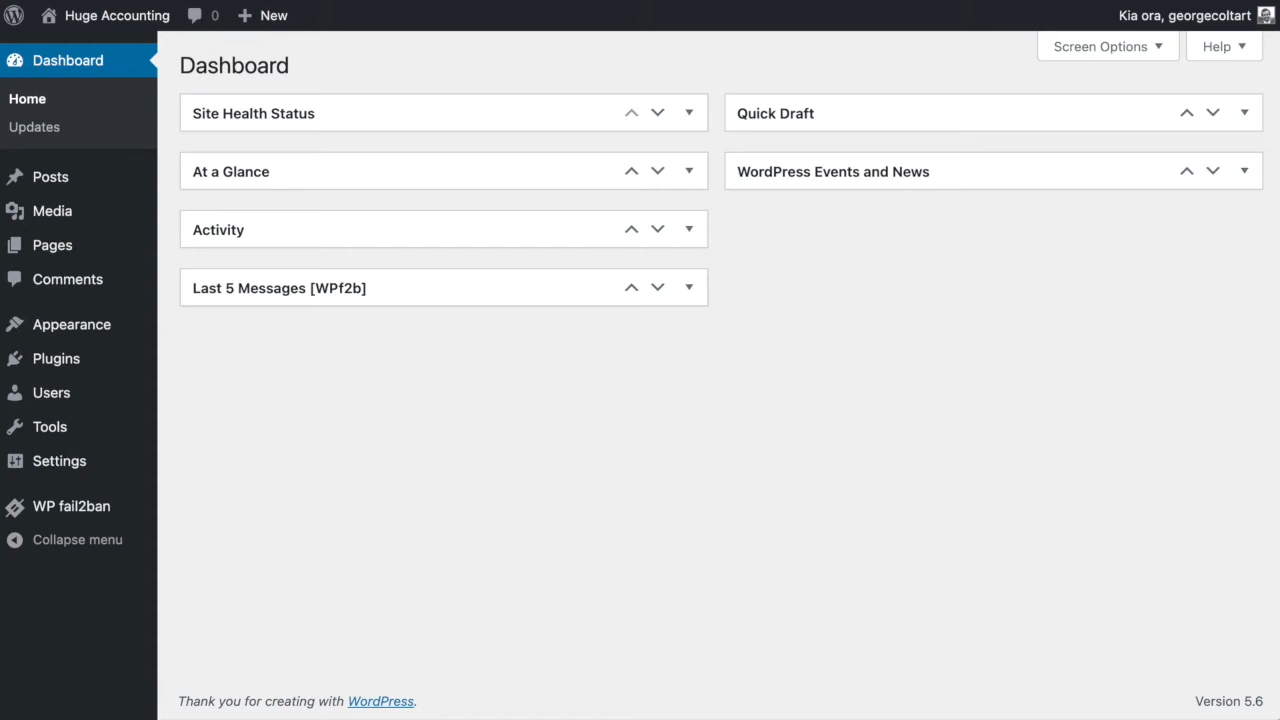 Huge Accounting 0 New Kia ora, georgecoltart
Screen Options Help
Dashboard
Home
Updates
Posts
Media
Pages
Comments
Appearance
Plugins
Users
Tools
Settings
WP fail2ban
Collapse menu
Dashboard
Site Health Status
At a Glance
Activity
Last 5 Messages [WPf2b]
Quick Draft
WordPress Events and News
Thank you for creating with WordPress.
Version 5.6